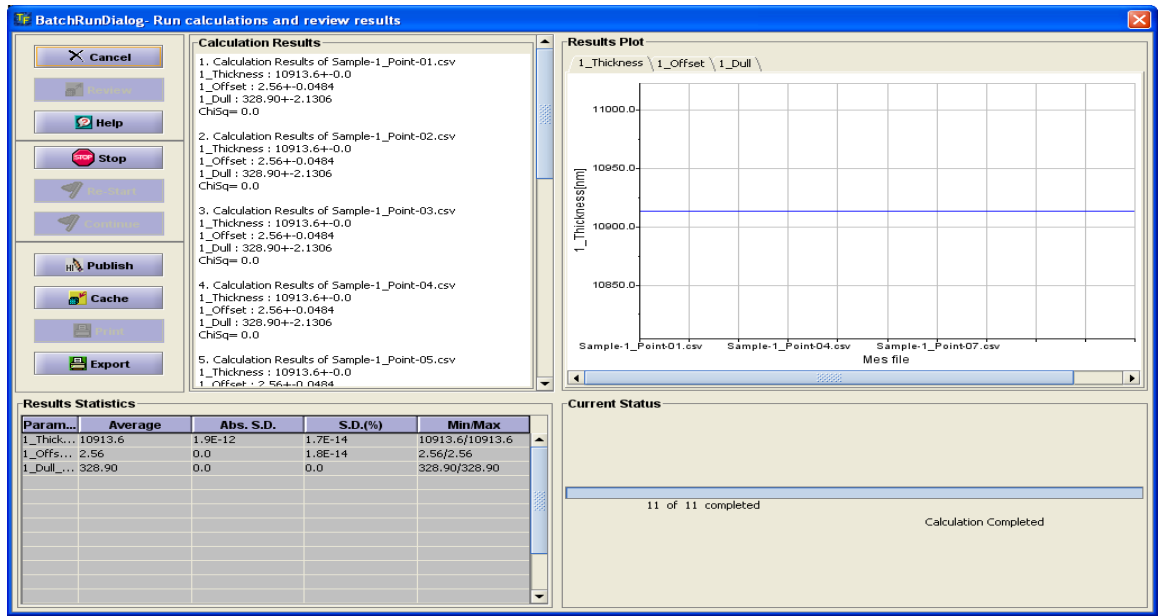 TF BatchRunDialog- Run calculations and review results
Cancel
Review
Help
STOP Stop
Re-Start
Continue
HI Publish
Cache
Print
Export
Calculation Results
1. Calculation Results of Sample-1_Point-01.csv
1_Thickness : 10913.6+-0.0
1_Offset : 2.56+-0.0484
1_Dull : 328.90+-2.1306
ChiSq= 0.0
2. Calculation Results of Sample-1_Point-02.csv
1_Thickness : 10913.6+-0.0
1_Offset : 2.56+-0.0484
1_Dull : 328.90+-2.1306
ChiSq= 0.0
3. Calculation Results of Sample-1_Point-03.csv
1_Thickness : 10913.6+-0.0
1_Offset : 2.56+-0.0484
1_Dull : 328.90+-2.1306
ChiSq= 0.0
4. Calculation Results of Sample-1_Point-04.csv
1_Thickness : 10913.6+-0.0
1_Offset : 2.56+-0.0484
1_Dull : 328.90+-2.1306
ChiSq= 0.0
5. Calculation Results of Sample-1_Point-05.csv
1_Thickness : 10913.6+-0.0
1_Offset : 2.56+-0.0484
Results Plot
1_Thickness 1_Offset 1_Dull
11000.0
10950.0
10900.0
10850.0
1_Thickness[nm]
Sample-1_Point-01.csv Sample-1_Point-04.csv Sample-1_Point-07.csv
Mes file
Results Statistics
Param... Average Abs. S.D. S.D.(%) Min/Max
1_Thick... 10913.6 1.9E-12 1.7E-14 10913.6/10913.6
1_Offs... 2.56 0.0 1.8E-14 2.56/2.56
1_Dull_... 328.90 0.0 0.0 328.90/328.90
Current Status
11 of 11 completed
Calculation Completed